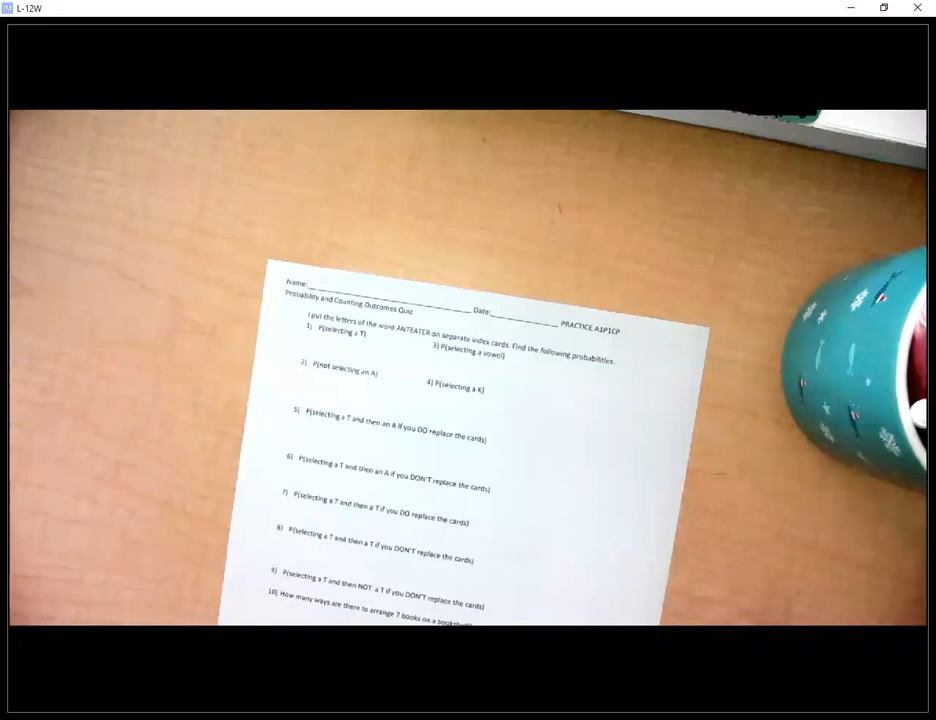 L-12W
Name: Date: PRACTICE A1P1CP
Probability and Counting Outcomes Quiz
I put the letters of the word ANTEATER on separate index cards. Find the following probabilities.
1) P(selecting a T)
3) P(selecting a vowel)
2) P(not selecting an A)
4) P(selecting a K)
5) P(selecting a T and then an A if you DO replace the cards)
6) P(selecting a T and then an A if you DON'T replace the cards)
7) P(selecting a T and then a T if you DO replace the cards)
8) P(selecting a T and then a T if you DON'T replace the cards)
9) P(selecting a T and then NOT a T if you DON'T replace the cards)
10) How many ways are there to arrange 7 books on a